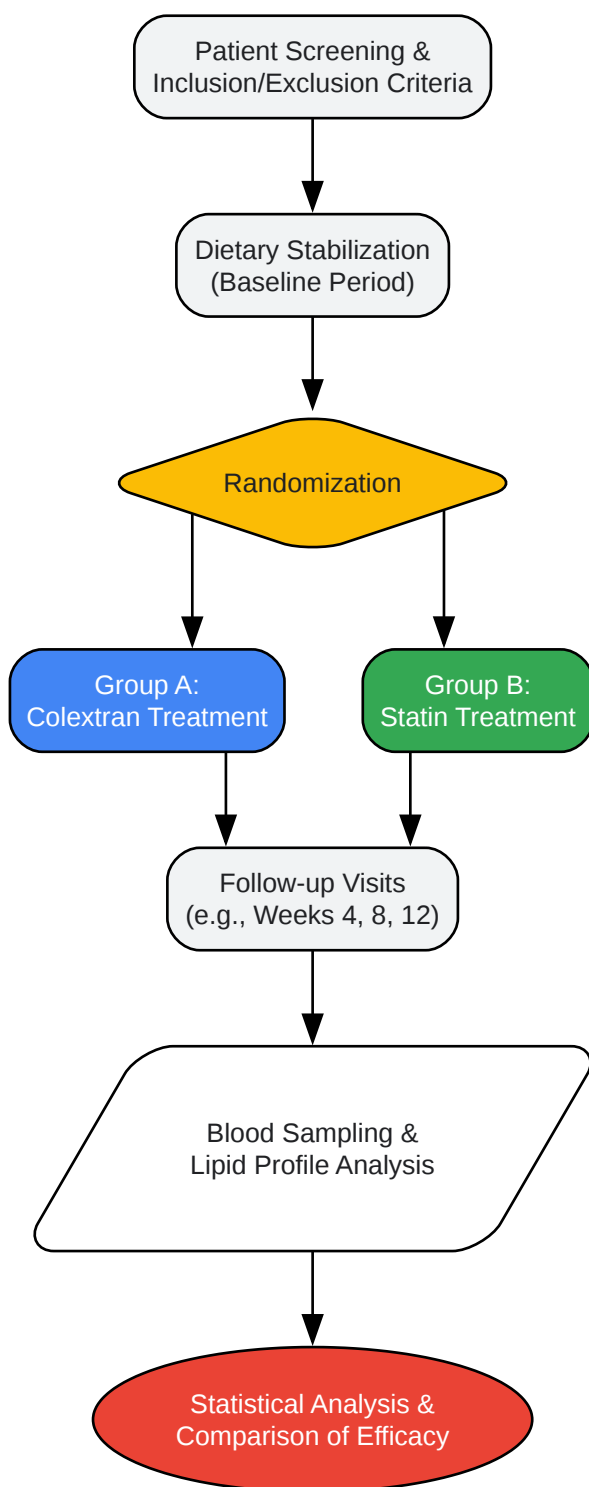 Patient Screening &
Inclusion/Exclusion Criteria
Dietary Stabilization
(Baseline Period)
Randomization
Group A:
Colextran Treatment
Group B:
Statin Treatment
Follow-up Visits
(e.g., Weeks 4, 8, 12)
Blood Sampling &
Lipid Profile Analysis
Statistical Analysis &
Comparison of Efficacy